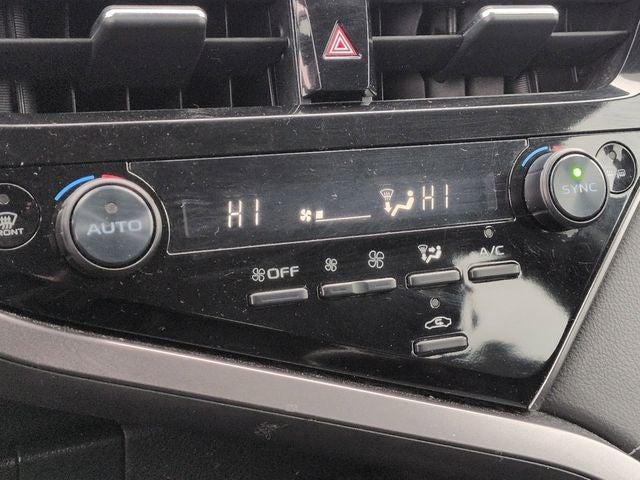 HI HI
AUTO
SYNC
FRONT
OFF
A/C